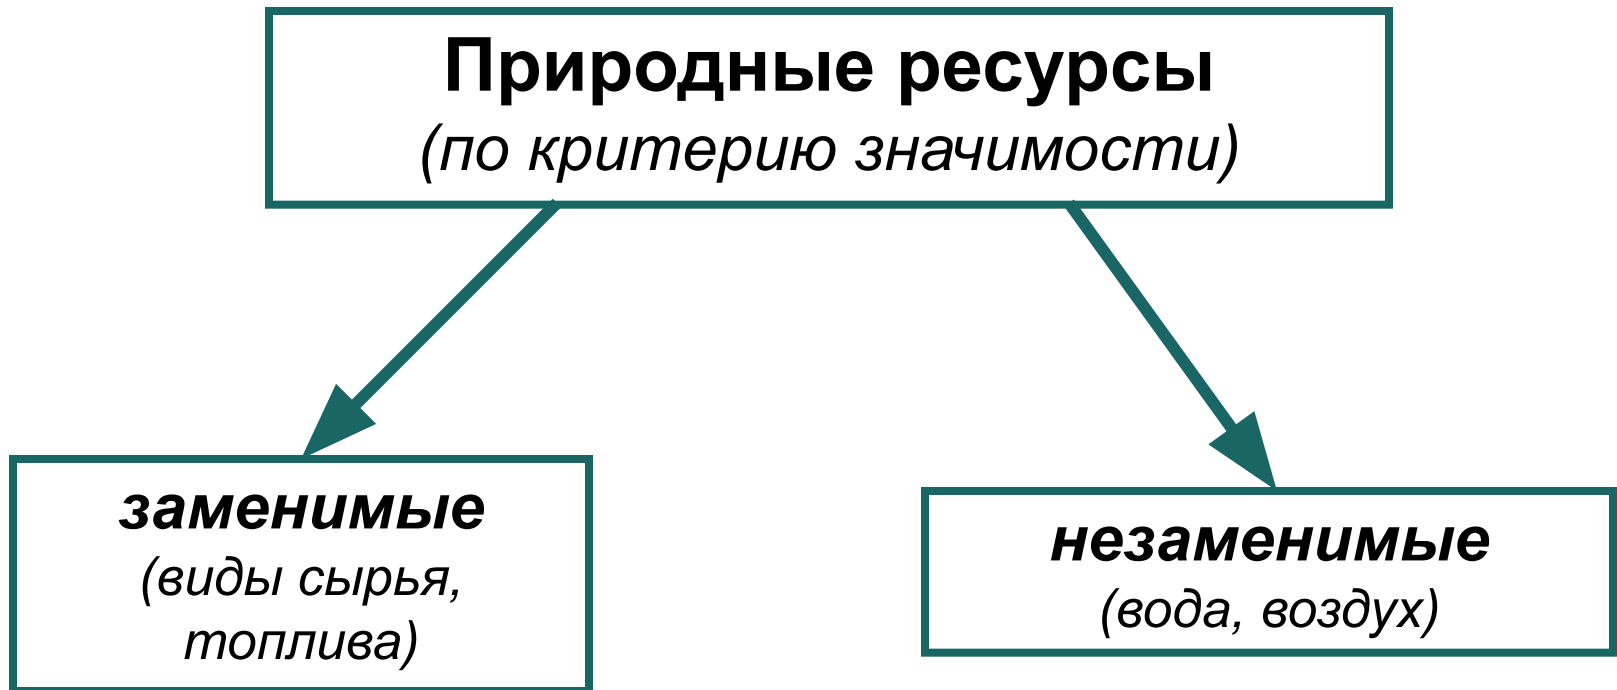 Природные ресурсы
(по критерию значимости)
заменимые
(виды сырья,
топлива)
незаменимые
(вода, воздух)